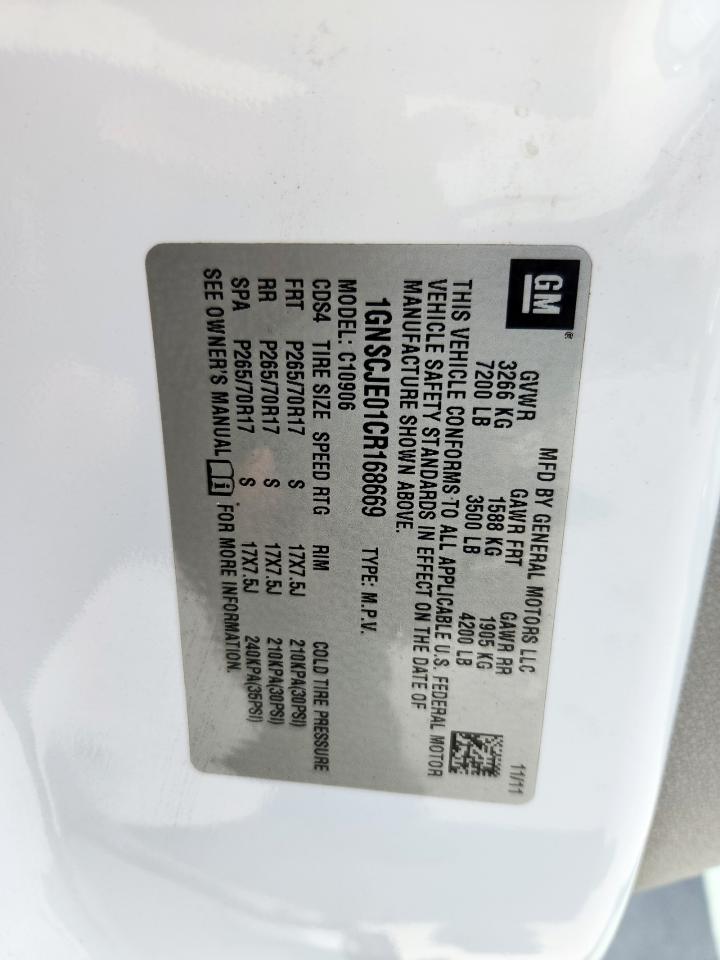 GM®
MFD BY GENERAL MOTORS LLC 11/11
GVWR GAWR FRT GAWR RR
3266 KG 1588 KG 1905 KG
7200 LB 3500 LB 4200 LB
THIS VEHICLE CONFORMS TO ALL APPLICABLE U.S. FEDERAL MOTOR
VEHICLE SAFETY STANDARDS IN EFFECT ON THE DATE OF
MANUFACTURE SHOWN ABOVE.
1GNSCJE01CR168669 TYPE: M.P.V.
MODEL: C10906
CDS4 TIRE SIZE SPEED RTG RIM COLD TIRE PRESSURE
FRT P265/70R17 S 17X7.5J 210KPA(30PSI)
RR P265/70R17 S 17X7.5J 210KPA(30PSI)
SPA P265/70R17 S 17X7.5J 240KPA(35PSI)
SEE OWNER'S MANUAL i FOR MORE INFORMATION.